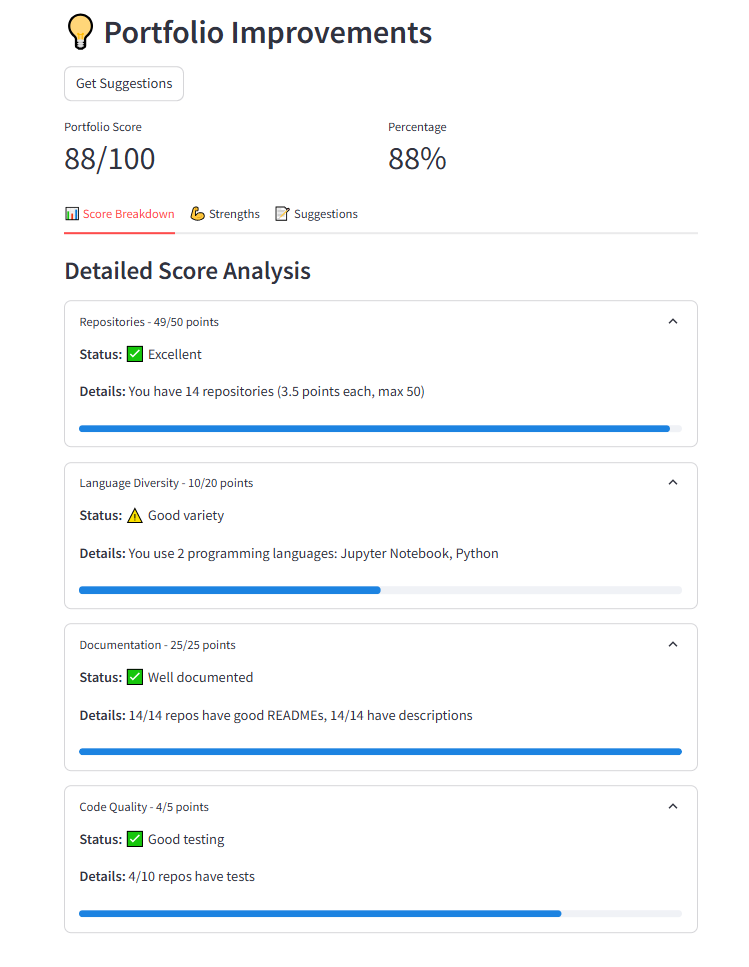 Portfolio Improvements
Get Suggestions
Portfolio Score
88/100
Percentage
88%
Score Breakdown
Strengths
Suggestions
Detailed Score Analysis
Repositories - 49/50 points
Status: ✅ Excellent
Details: You have 14 repositories (3.5 points each, max 50)
Language Diversity - 10/20 points
Status: ⚠️ Good variety
Details: You use 2 programming languages: Jupyter Notebook, Python
Documentation - 25/25 points
Status: ✅ Well documented
Details: 14/14 repos have good READMEs, 14/14 have descriptions
Code Quality - 4/5 points
Status: ✅ Good testing
Details: 4/10 repos have tests